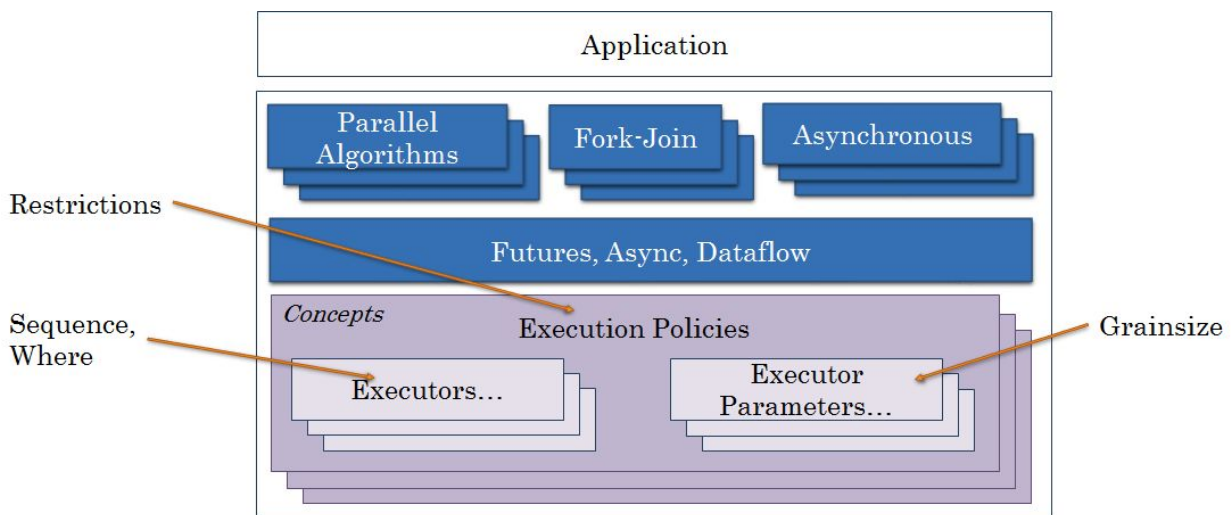 Application
Parallel
Algorithms
Fork-Join
Asynchronous
Restrictions
Futures, Async, Dataflow
Concepts
Execution Policies
Sequence,
Where
Grainsize
Executors…
Executor
Parameters…